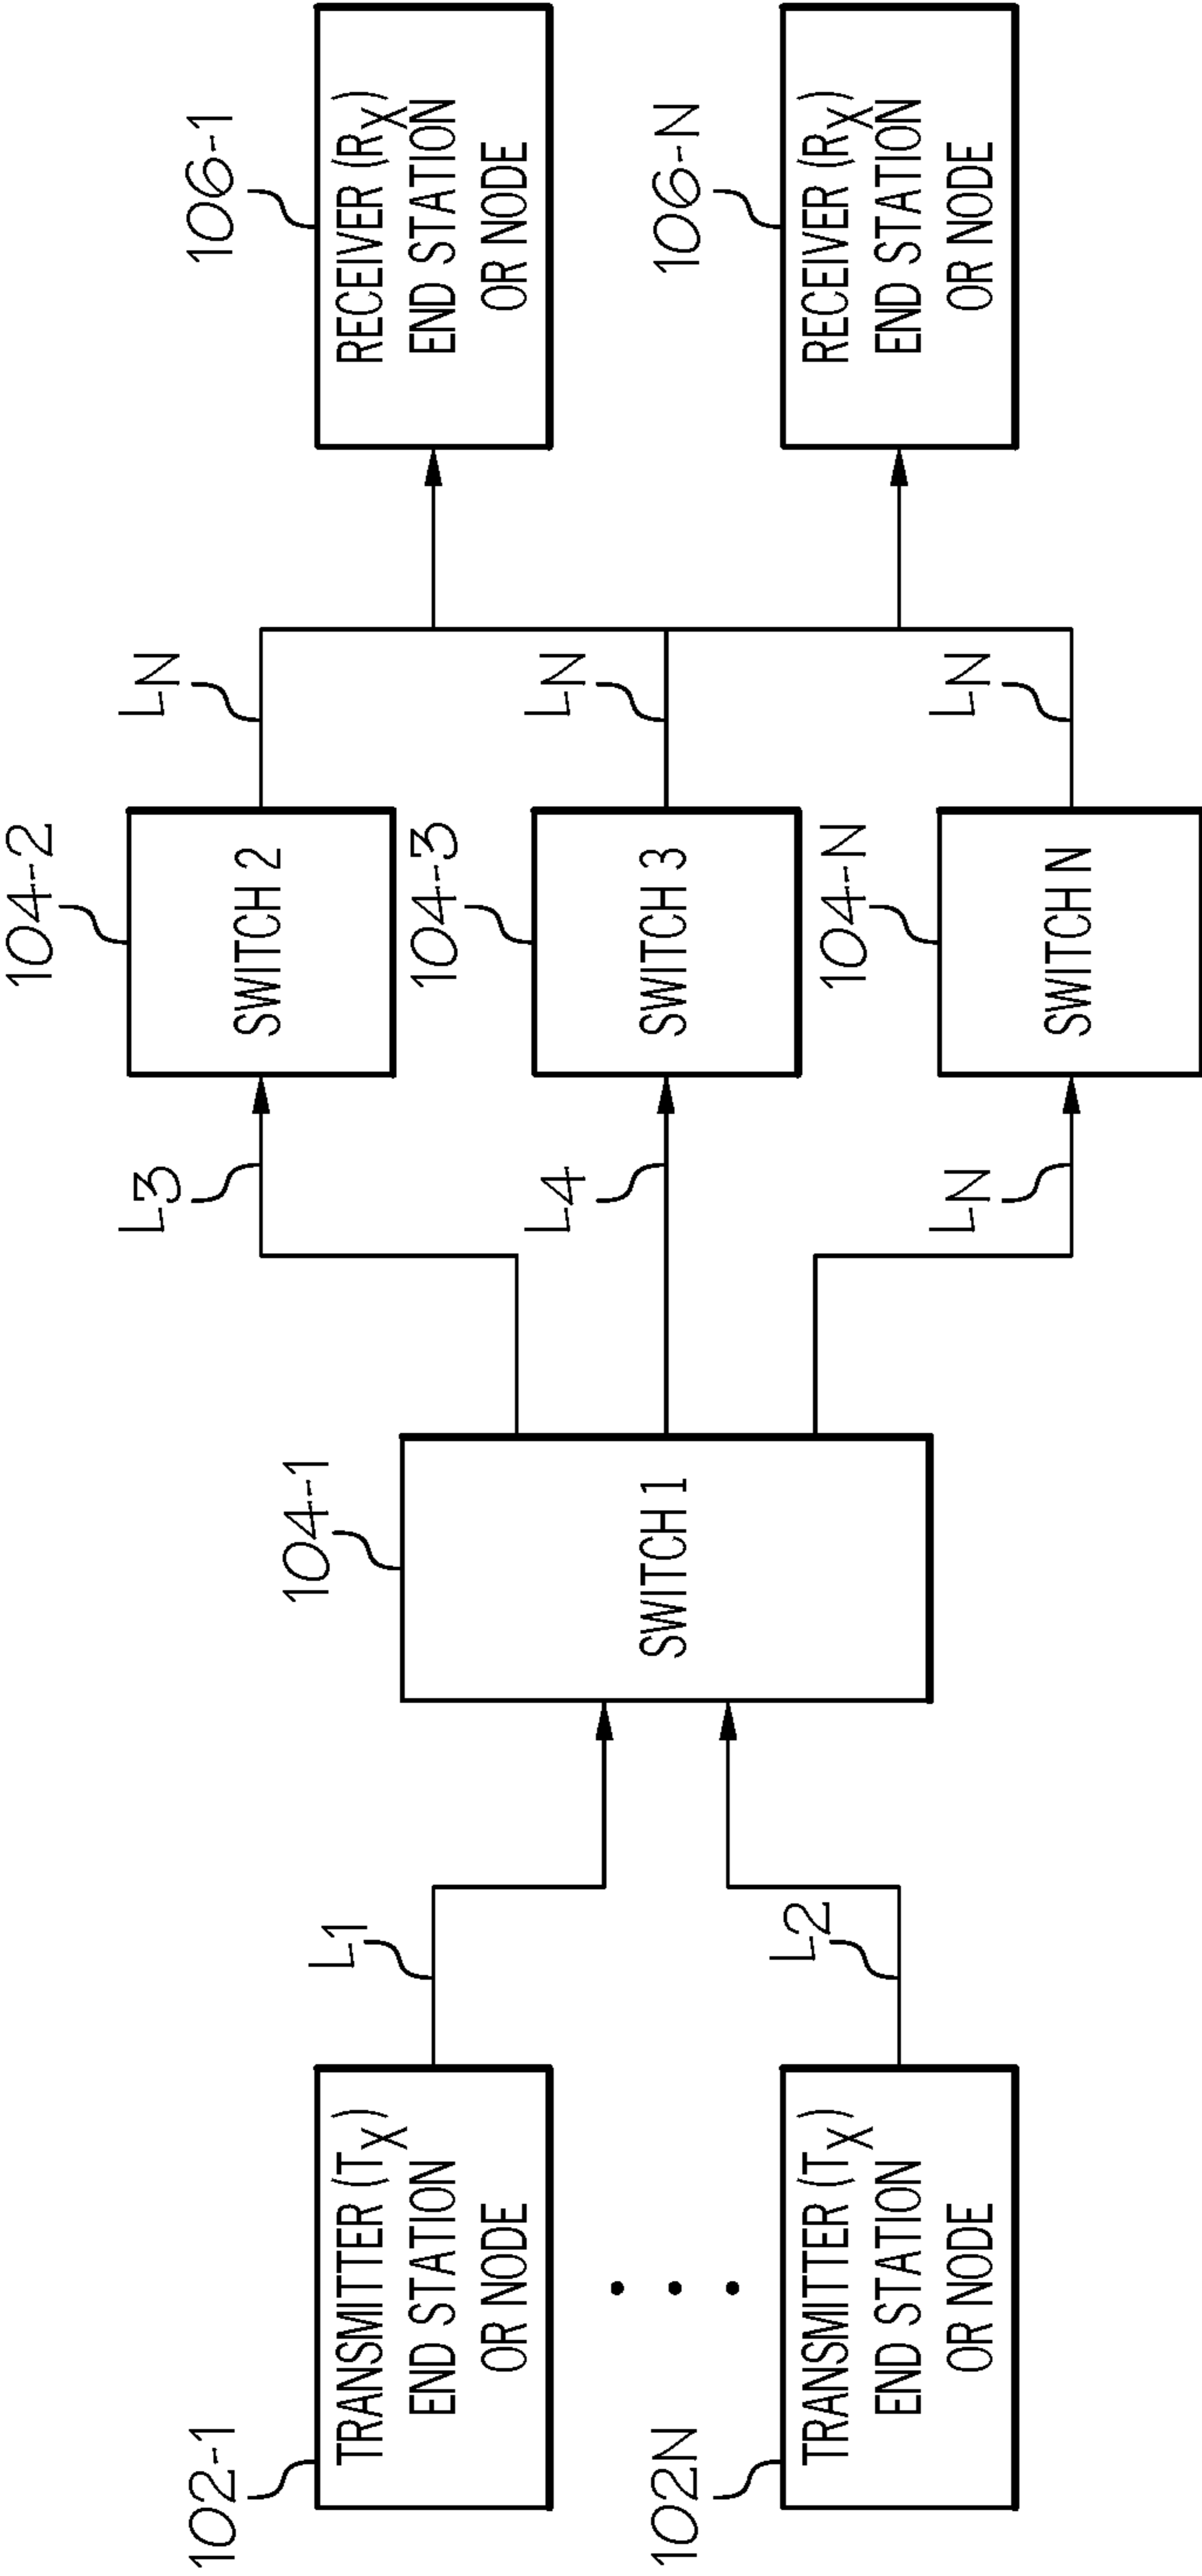 102-1
TRANSMITTER (TX)
END STATION
OR NODE
L1
102N
TRANSMITTER (TX)
END STATION
OR NODE
L2
104-1
SWITCH 1
L3
L4
LN
104-2
SWITCH 2
LN
104-3
SWITCH 3
LN
104-N
SWITCH N
LN
106-1
RECEIVER (RX)
END STATION
OR NODE
106-N
RECEIVER (RX)
END STATION
OR NODE